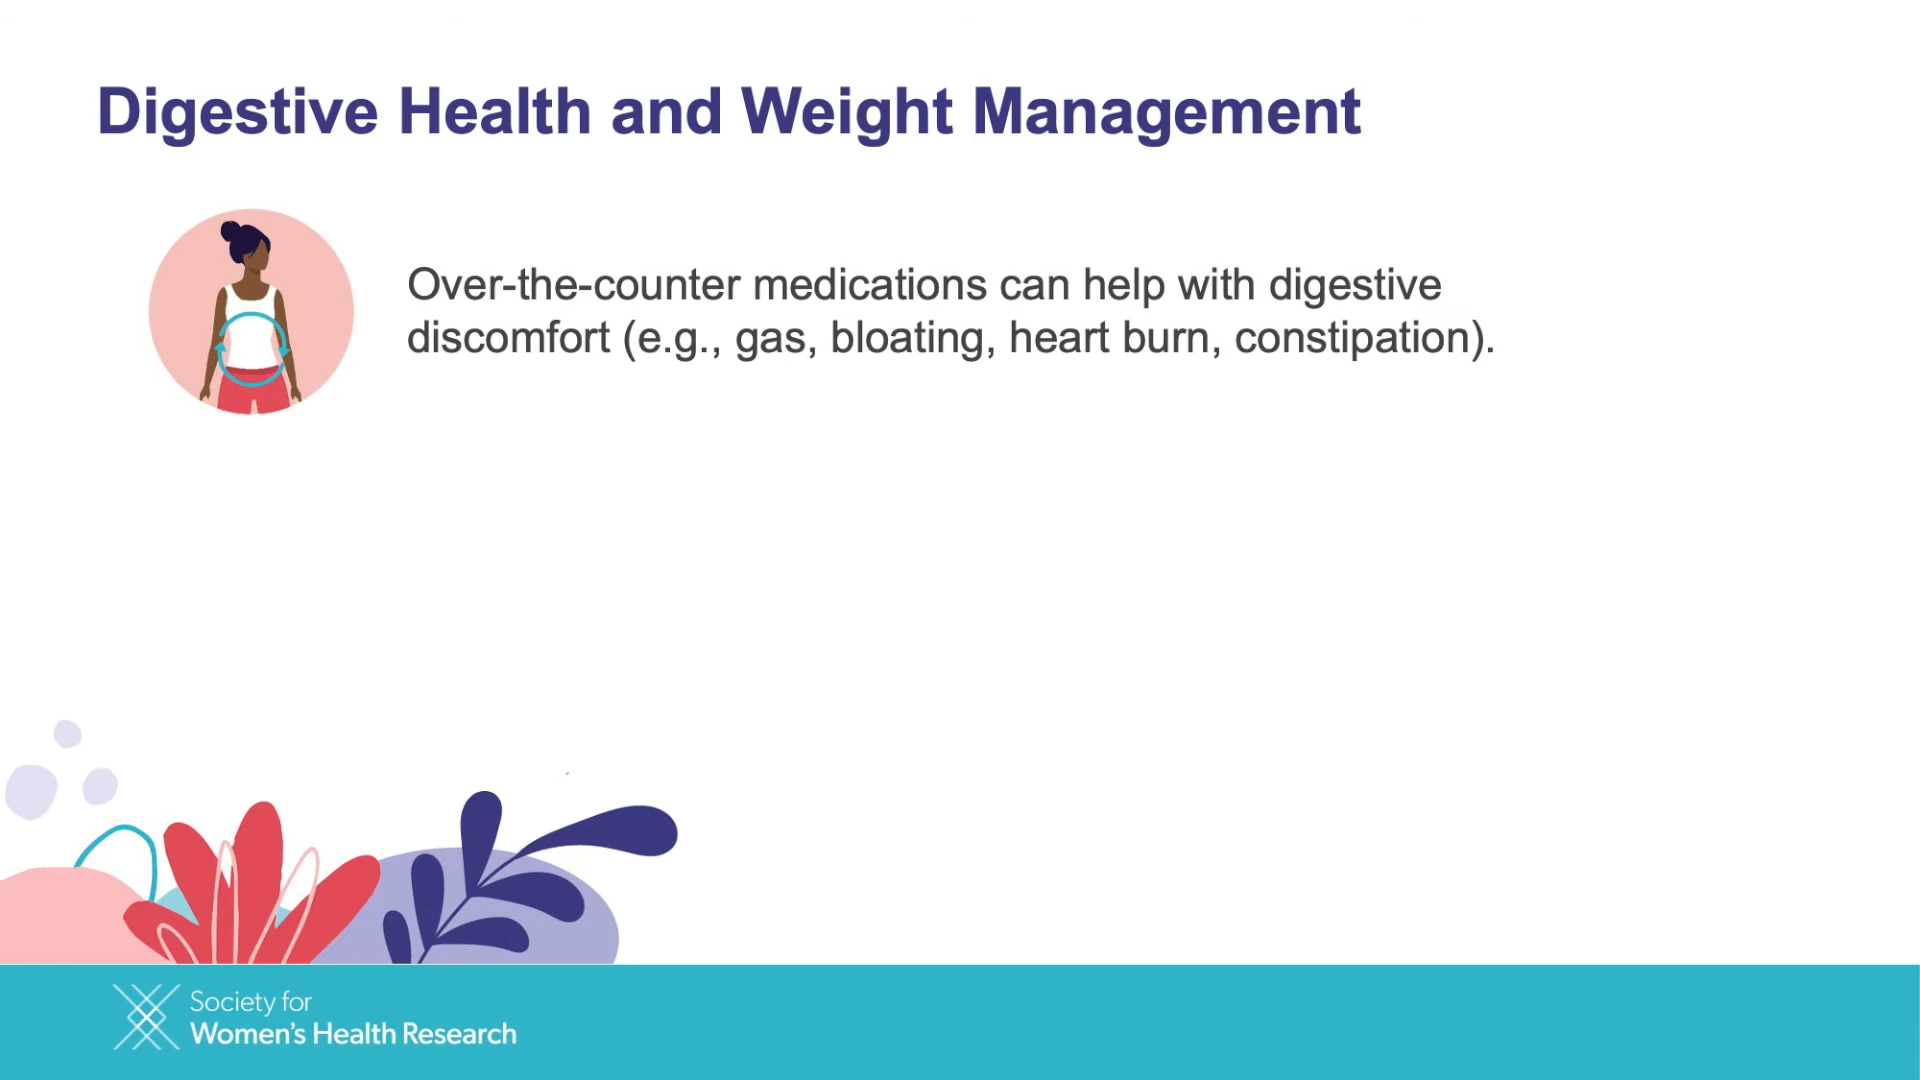 Digestive Health and Weight Management
Over-the-counter medications can help with digestive
discomfort (e.g., gas, bloating, heart burn, constipation).
Society for
Women's Health Research